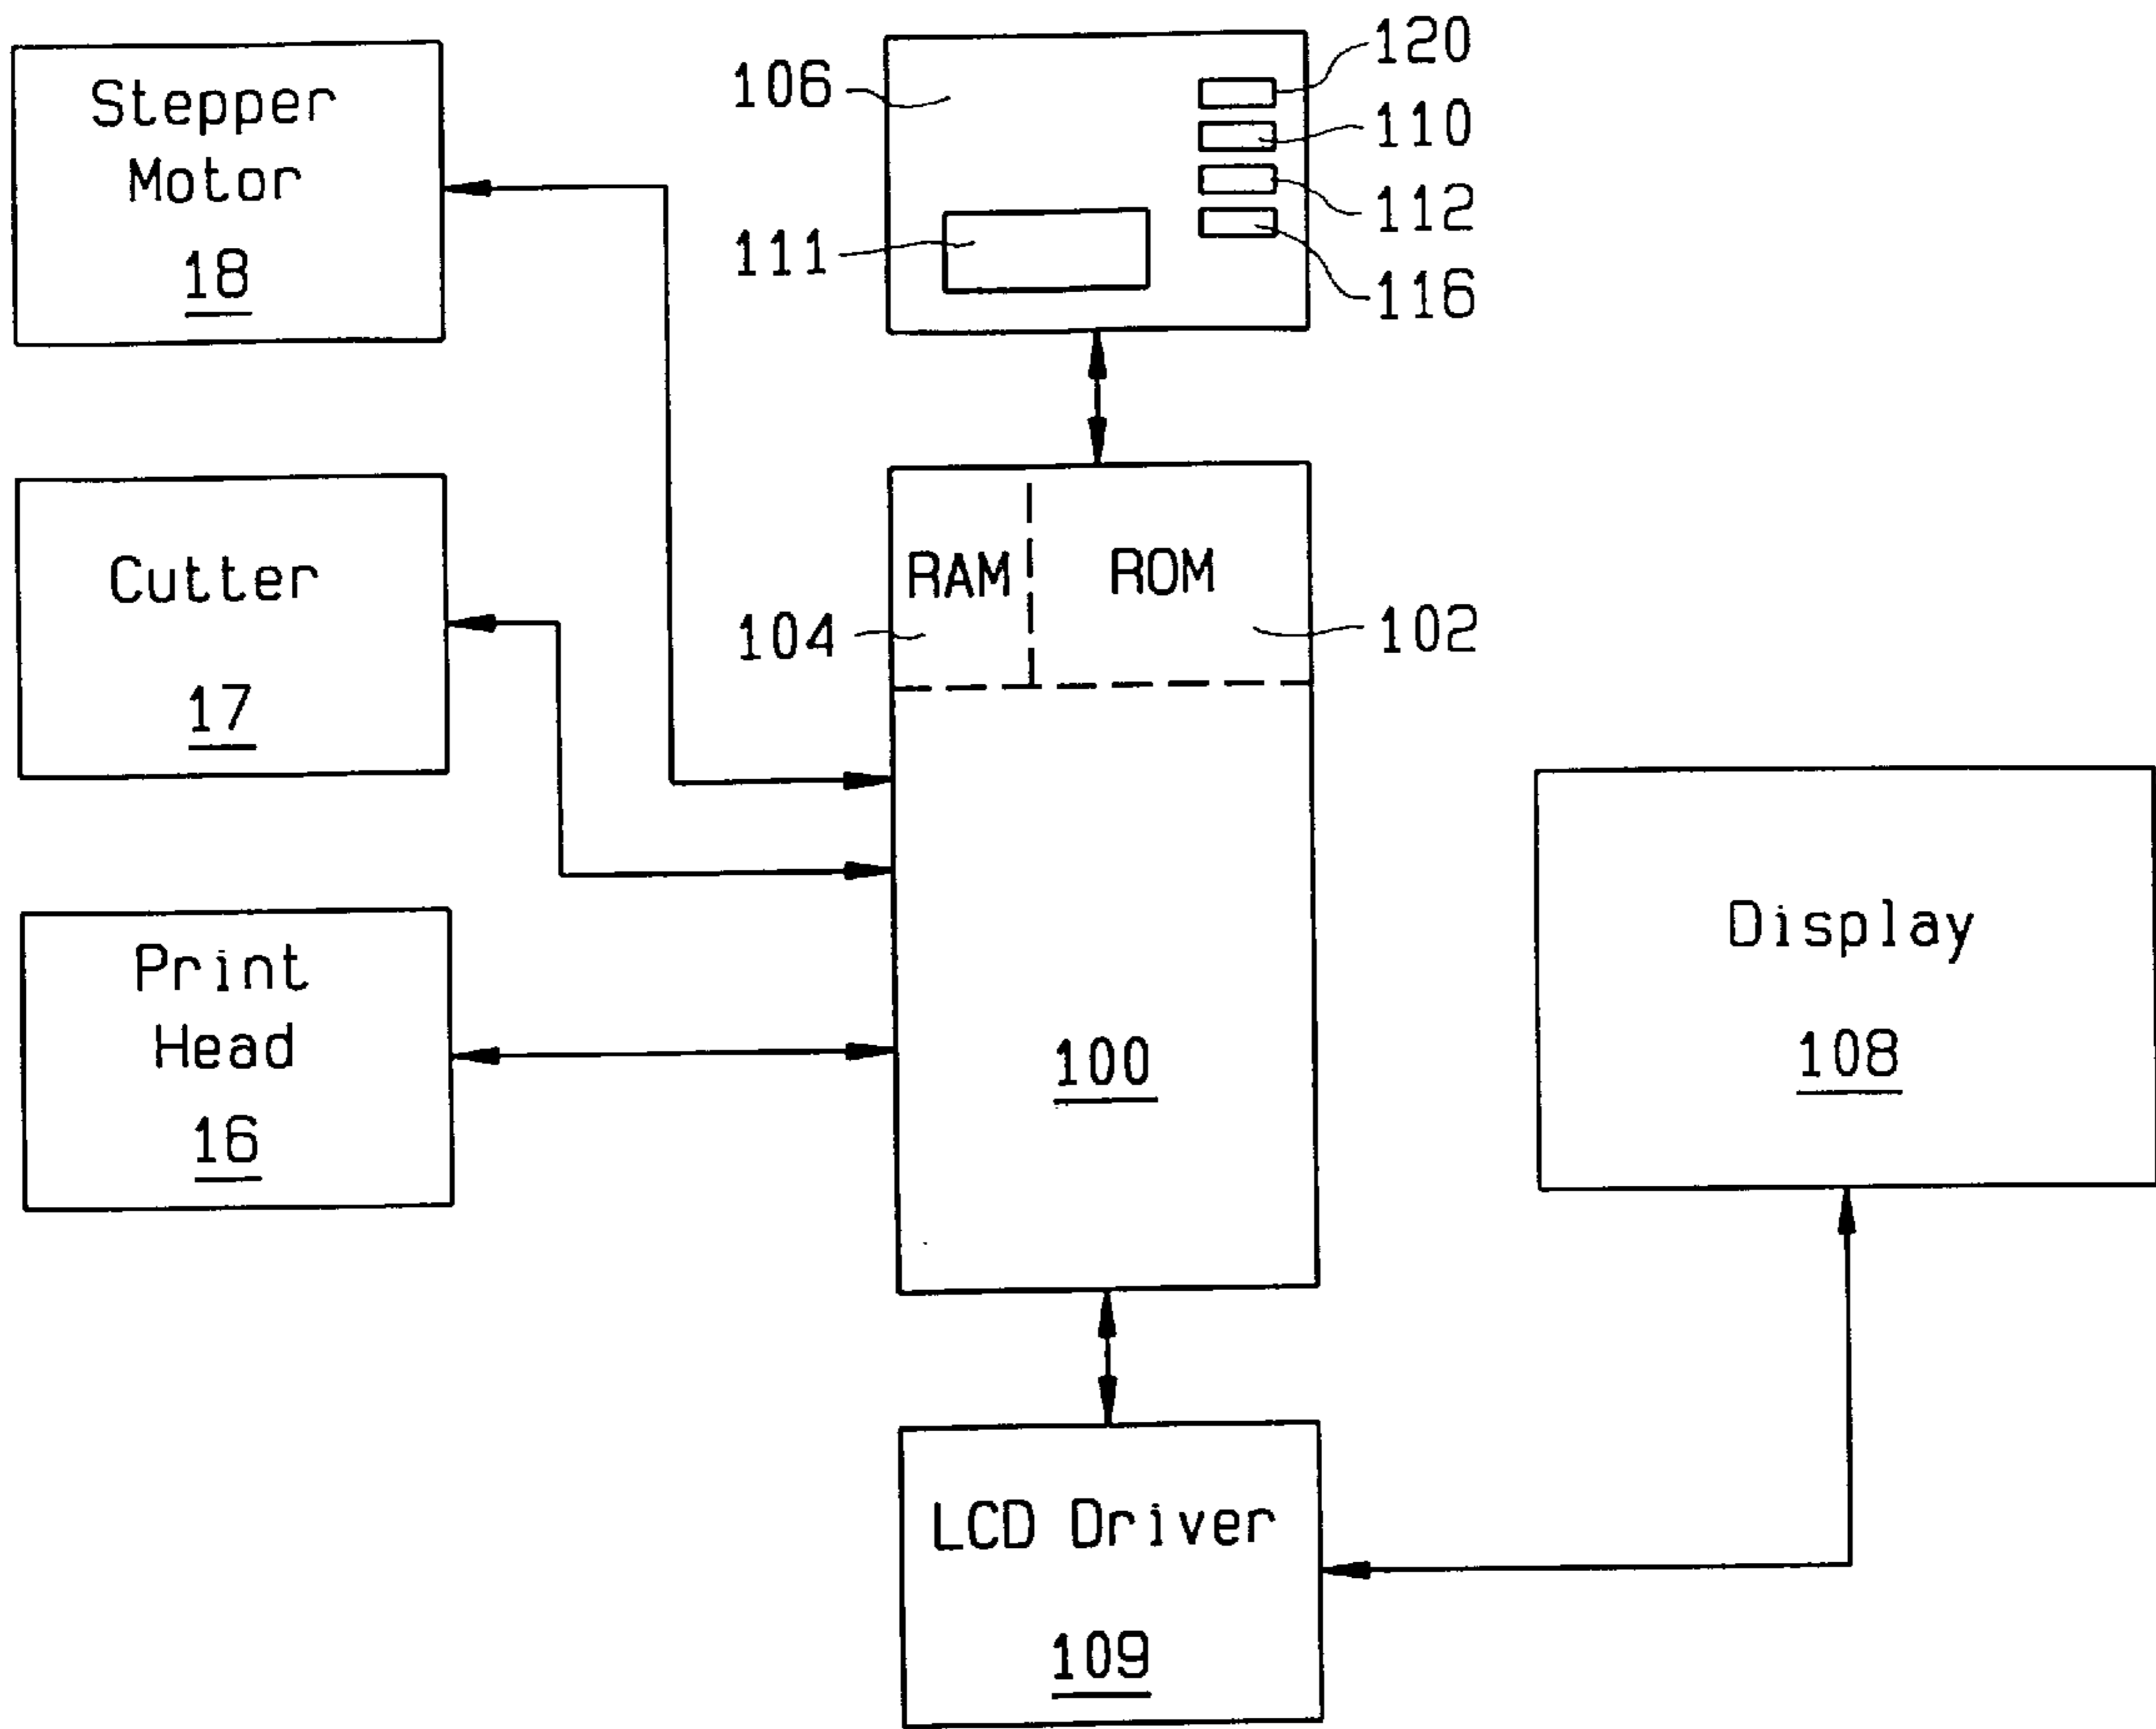 Stepper
Motor
18
106
111
120
110
112
116
Cutter
17
RAM
ROM
104
102
Print
Head
16
100
Display
108
LCD Driver
109